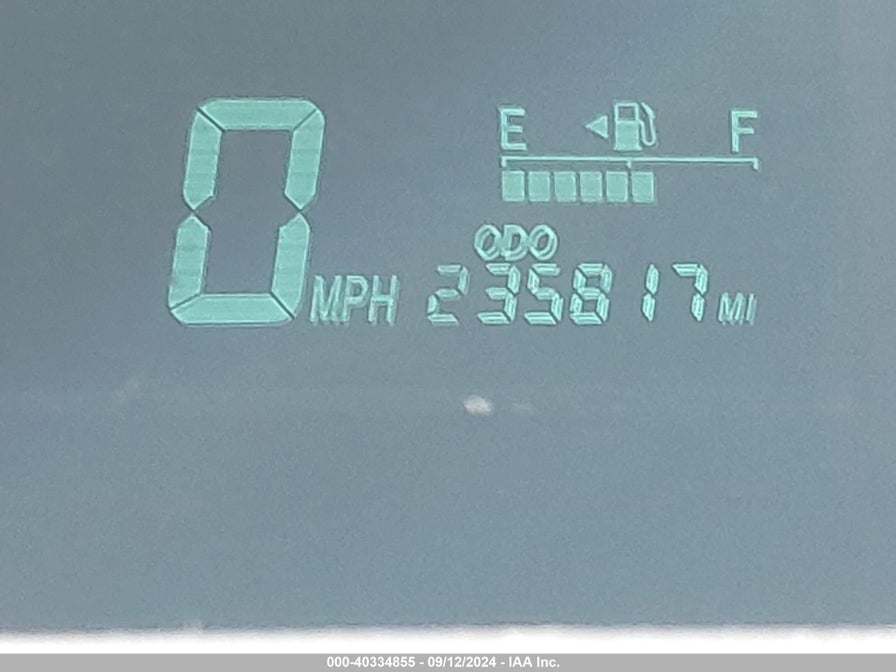 E F
ODO
0 MPH 235817 MI
000-40334855 - 09/12/2024 - IAA Inc.